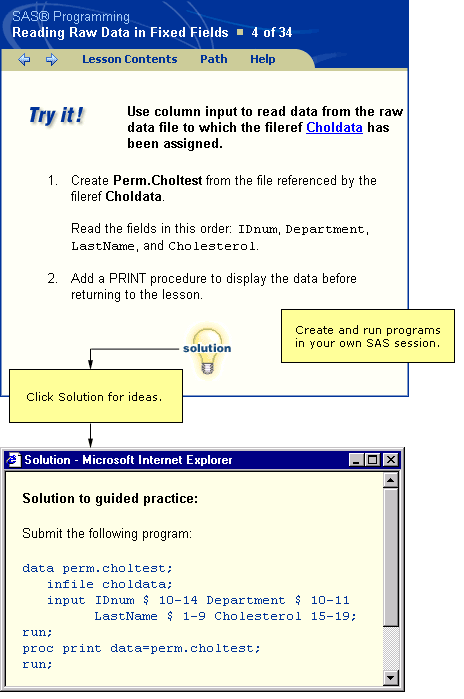 SAS® Programming
Reading Raw Data in Fixed Fields ■ 4 of 34
Lesson Contents Path Help
Try it!
Use column input to read data from the raw
data file to which the fileref Choldata has
been assigned.
1. Create Perm.Choltest from the file referenced by the
fileref Choldata.
Read the fields in this order: IDnum, Department,
LastName, and Cholesterol.
2. Add a PRINT procedure to display the data before
returning to the lesson.
Create and run programs
in your own SAS session.
solution
Click Solution for ideas.
Solution - Microsoft Internet Explorer
Solution to guided practice:
Submit the following program:
data perm.choltest;
infile choldata;
input IDnum $ 10-14 Department $ 10-11
LastName $ 1-9 Cholesterol 15-19;
run;
proc print data=perm.choltest;
run;